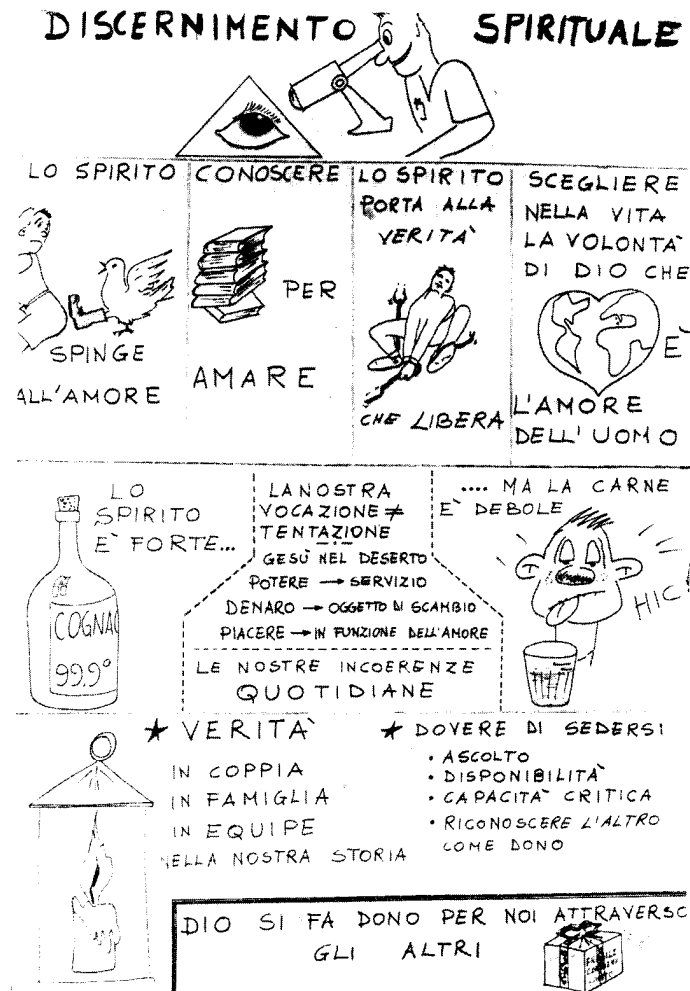 DISCERNIMENTO SPIRITUALE
LO SPIRITO
SPINGE
ALL'AMORE
CONOSCERE
PER
AMARE
LO SPIRITO
PORTA ALLA
VERITÀ
CHE LIBERA
SCEGLIERE
NELLA VITA
LA VOLONTÀ
DI DIO CHE
È
L'AMORE
DELL'UOMO
LO
SPIRITO
E' FORTE...
COGNAC
99,9°
LA NOSTRA
VOCAZIONE ≠
TENTAZIONE
GESÙ NEL DESERTO
POTERE → SERVIZIO
DENARO → OGGETTO DI SCAMBIO
PIACERE → IN FUNZIONE DELL'AMORE
LE NOSTRE INCOERENZE
QUOTIDIANE
.... MA LA CARNE
E' DEBOLE
HIC!
★ VERITÀ
IN COPPIA
IN FAMIGLIA
IN EQUIPE
NELLA NOSTRA STORIA
★ DOVERE DI SEDERSI
• ASCOLTO
• DISPONIBILITÀ
• CAPACITÀ CRITICA
• RICONOSCERE L'ALTRO
COME DONO
DIO SI FA DONO PER NOI ATTRAVERSO
GLI ALTRI